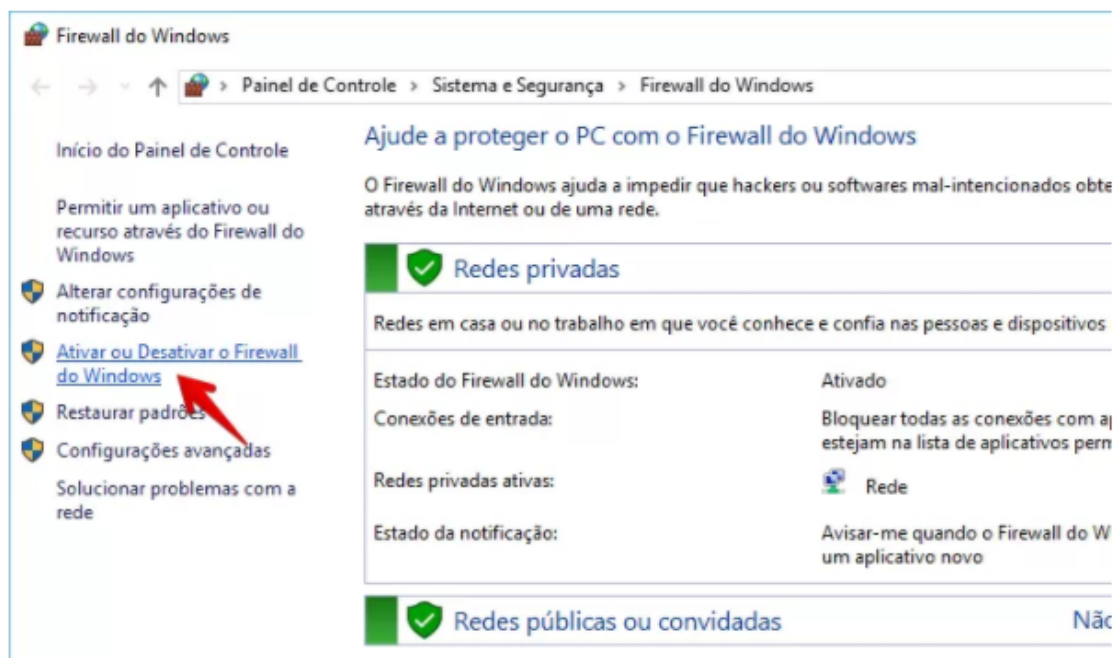 Firewall do Windows
Painel de Controle > Sistema e Segurança > Firewall do Windows
Início do Painel de Controle
Permitir um aplicativo ou
recurso através do Firewall do
Windows
Alterar configurações de
notificação
Ativar ou Desativar o Firewall
do Windows
Restaurar padrões
Configurações avançadas
Solucionar problemas com a
rede
Ajude a proteger o PC com o Firewall do Windows
O Firewall do Windows ajuda a impedir que hackers ou softwares mal-intencionados obte
através da Internet ou de uma rede.
Redes privadas
Redes em casa ou no trabalho em que você conhece e confia nas pessoas e dispositivos
Estado do Firewall do Windows: Ativado
Conexões de entrada: Bloquear todas as conexões com a
estejam na lista de aplicativos perm
Redes privadas ativas: Rede
Estado da notificação: Avisar-me quando o Firewall do W
um aplicativo novo
Redes públicas ou convidadas Não